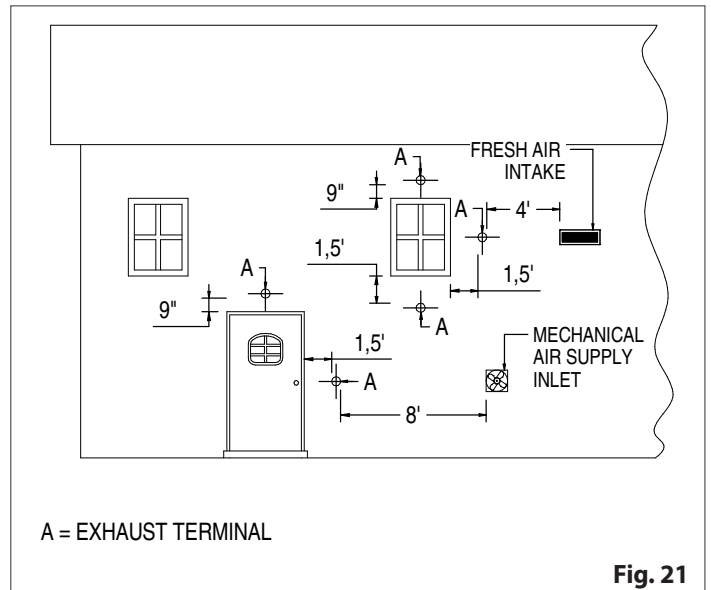 FRESH AIR
INTAKE
A
9"
A
4'
1,5'
1,5'
A
9"
A
1,5'
A
8'
MECHANICAL
AIR SUPPLY
INLET
A = EXHAUST TERMINAL
Fig. 21